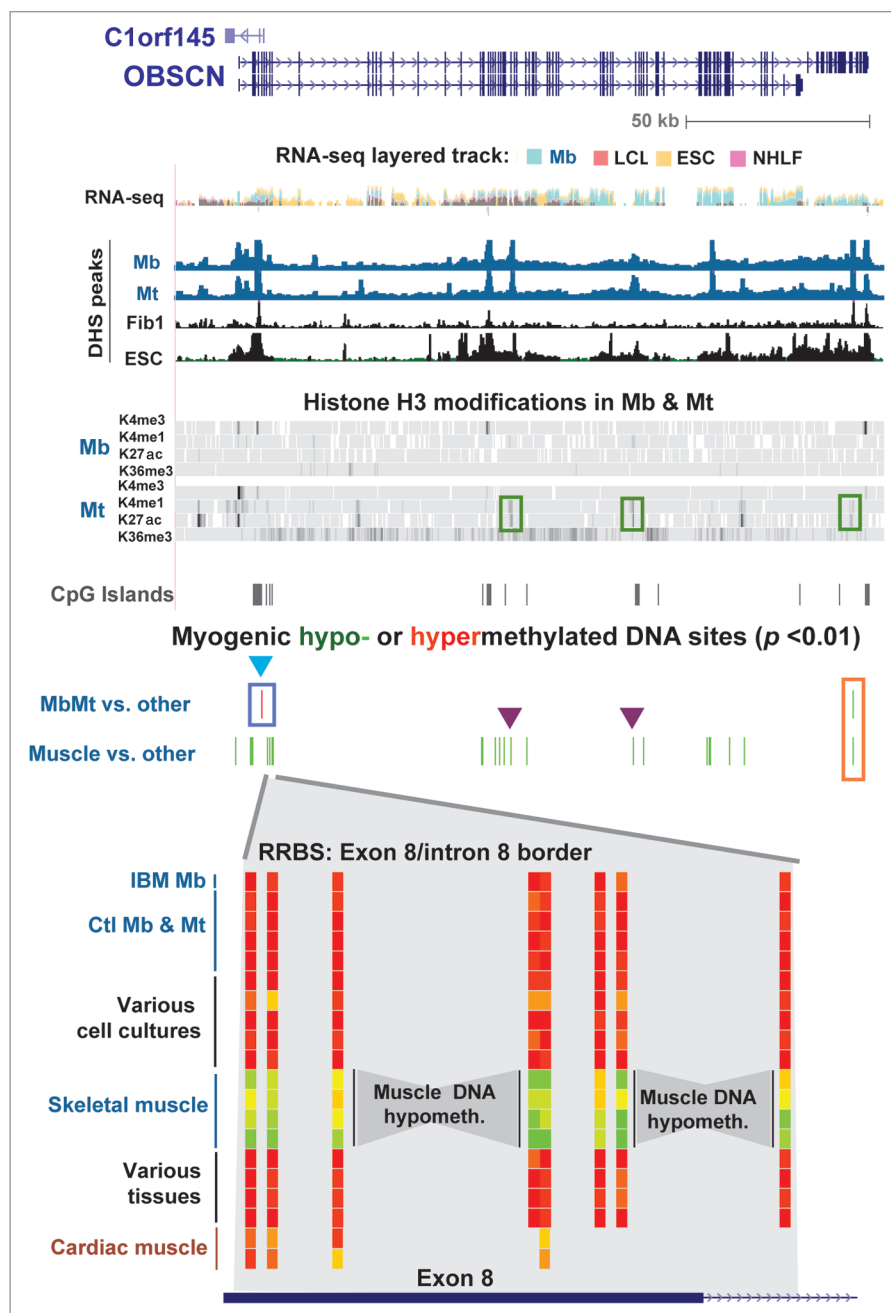 C1orf145
OBSCN
50 kb
RNA-seq layered track: Mb LCL ESC NHLF
RNA-seq
DHS peaks
Mb
Mt
Fib1
ESC
Histone H3 modifications in Mb & Mt
Mb
K4me3
K4me1
K27ac
K36me3
Mt
K4me3
K4me1
K27ac
K36me3
CpG Islands
Myogenic hypo- or hypermethylated DNA sites (p <0.01)
MbMt vs. other
Muscle vs. other
RRBS: Exon 8/intron 8 border
IBM Mb
Ctl Mb & Mt
Various
cell cultures
Skeletal muscle
Muscle DNA
hypometh.
Muscle DNA
hypometh.
Various
tissues
Cardiac muscle
Exon 8